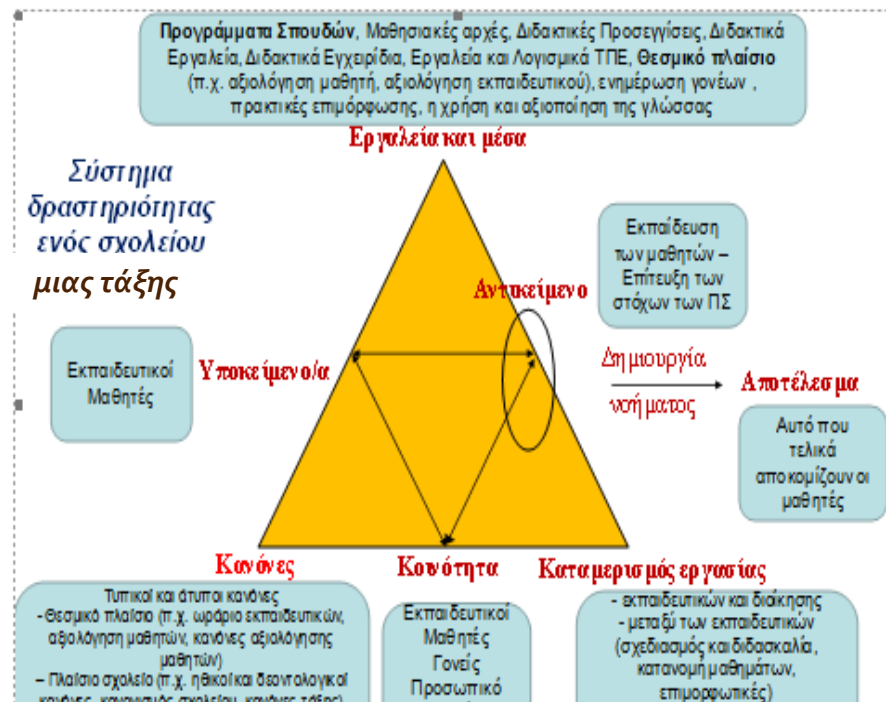 Προγράμματα Σπουδών, Μαθησιακές αρχές, Διδακτικές Προσεγγίσεις, Διδακτικά
Εργαλεία, Διδακτικά Εγχειρίδια, Εργαλεία και Λογισμικά ΤΠΕ, Θεσμικό πλαίσιο
(π.χ. αξιολόγηση μαθητή, αξιολόγηση εκπαιδευτικού), ενημέρωση γονέων ,
πρακτικές επιμόρφωσης, η χρήση και αξιοποίηση της γλώσσας
Εργαλεία και μέσα
Σύστημα
δραστηριότητας
ενός σχολείου
μιας τάξης
Εκπαίδευση
των μαθητών –
Επίτευξη των
στόχων των ΠΣ
Αντικείμενο
Εκπαιδευτικοί
Μαθητές
Υποκείμενο/α
Δημιουργία
νοήματος
Αποτέλεσμα
Αυτό που
τελικά
αποκομίζουν οι
μαθητές
Κανόνες
Κοινότητα
Καταμερισμός εργασίας
Τυπικοί και άτυποι κανόνες
- Θεσμικό πλαίσιο (π.χ. ωράριο εκπαιδευτικών,
αξιολόγηση μαθητών, κανόνες αξιολόγησης
μαθητών)
– Πλαίσιο σχολείο (π.χ. ηθικοί και δεοντολογικοί
κανόνες, κανονισμός σχολείου, κανόνες τάξης)
Εκπαιδευτικοί
Μαθητές
Γονείς
Προσωπικό
- εκπαιδευτικών και διοίκησης
- μεταξύ των εκπαιδευτικών
(σχεδιασμός και διδασκαλία,
κατανομή μαθημάτων,
επιμορφωτικές)